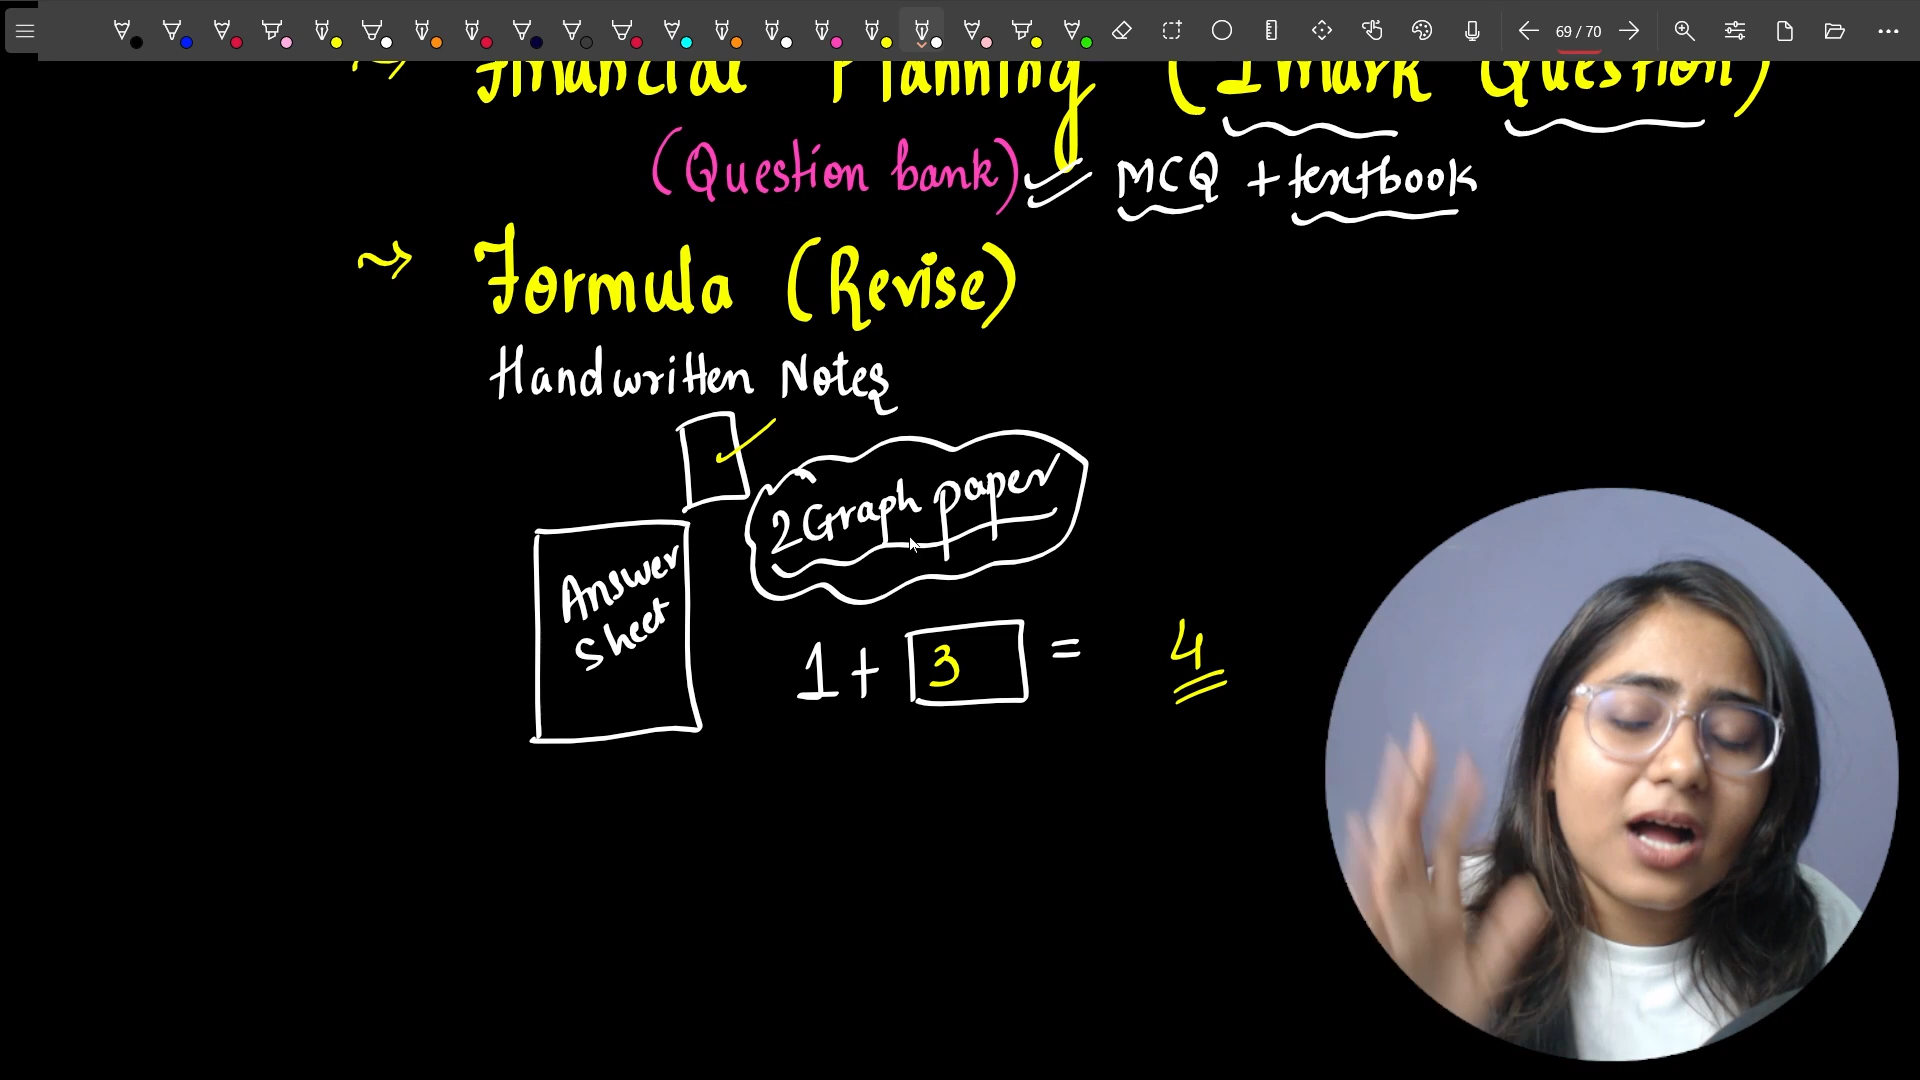 69 / 70
Financial Planning (1 mark Question)
(Question bank) MCQ + textbook
Formula (Revise)
Handwritten Notes
2 Graph paper
Answer
Sheet
1 + 3 = 4